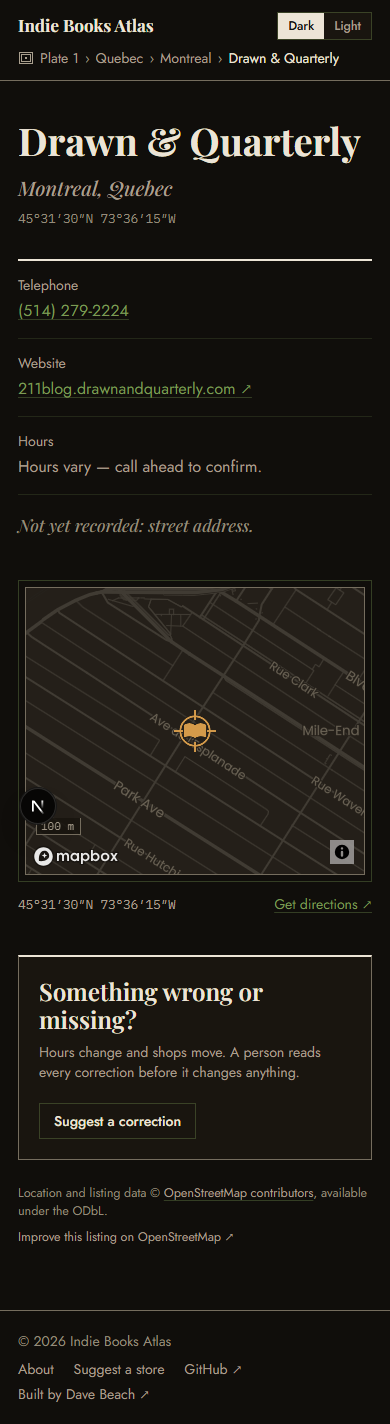 Indie Books Atlas
Dark Light
Plate 1 › Quebec › Montreal › Drawn & Quarterly
Drawn & Quarterly
Montreal, Quebec
45°31′30″N 73°36′15″W
Telephone
(514) 279-2224
Website
211blog.drawnandquarterly.com ↗
Hours
Hours vary — call ahead to confirm.
Not yet recorded: street address.
Rue Clark
Blv
Ave
splanade
Mile-End
Park Ave
Rue Waver
N
100 m
Rue Hutchi
mapbox
45°31′30″N 73°36′15″W
Get directions ↗
Something wrong or
missing?
Hours change and shops move. A person reads
every correction before it changes anything.
Suggest a correction
Location and listing data © OpenStreetMap contributors, available
under the ODbL.
Improve this listing on OpenStreetMap ↗
© 2026 Indie Books Atlas
About Suggest a store GitHub ↗
Built by Dave Beach ↗